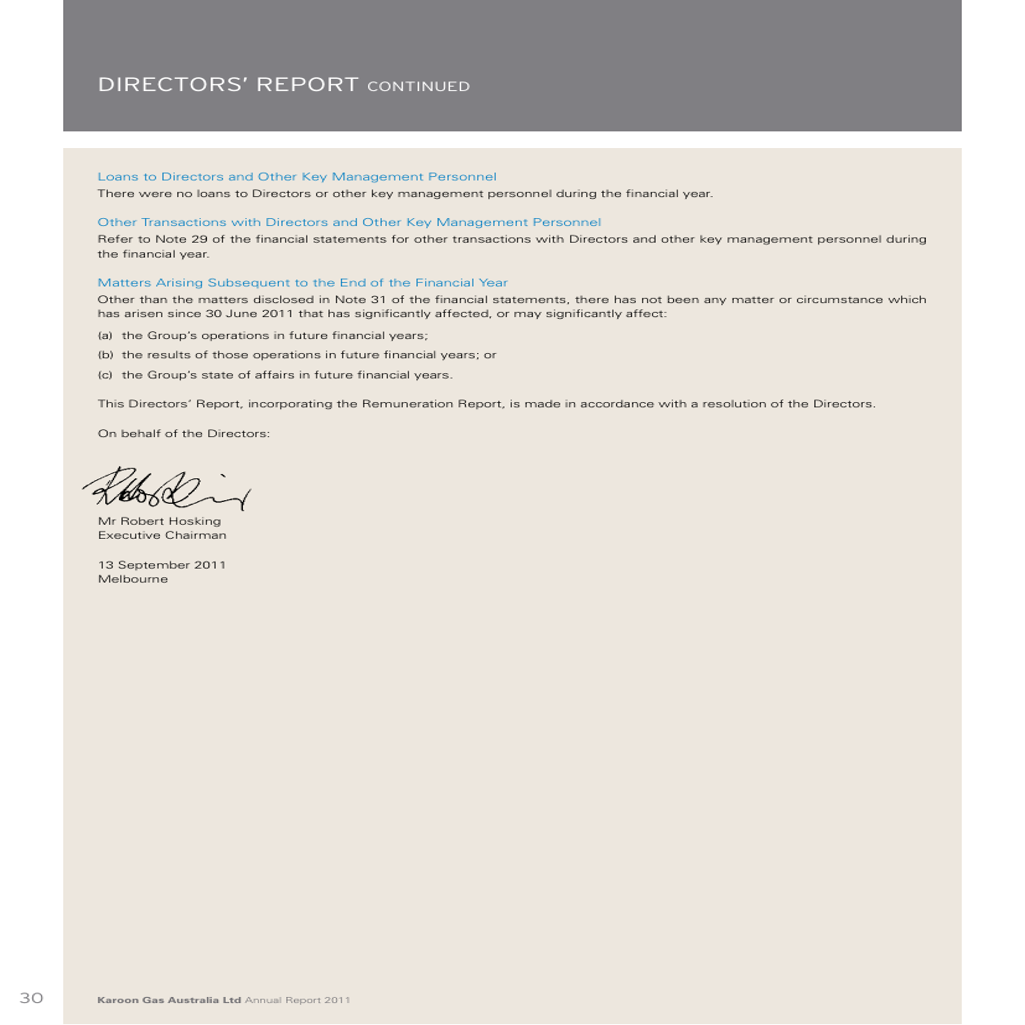 DIRECTORS' REPORT CONTINUED
Loans to Directors and Other Key Management Personnel
There were no loans to Directors or other key management personnel during the financial year.
Other Transactions with Directors and Other Key Management Personnel
Refer to Note 29 of the financial statements for other transactions with Directors and other key management personnel during
the financial year.
Matters Arising Subsequent to the End of the Financial Year
Other than the matters disclosed in Note 31 of the financial statements, there has not been any matter or circumstance which
has arisen since 30 June 2011 that has significantly affected, or may significantly affect:
(a) the Group's operations in future financial years;
(b) the results of those operations in future financial years; or
(c) the Group's state of affairs in future financial years.
This Directors' Report, incorporating the Remuneration Report, is made in accordance with a resolution of the Directors.
On behalf of the Directors:
Mr Robert Hosking
Executive Chairman
13 September 2011
Melbourne
30 Karoon Gas Australia Ltd Annual Report 2011